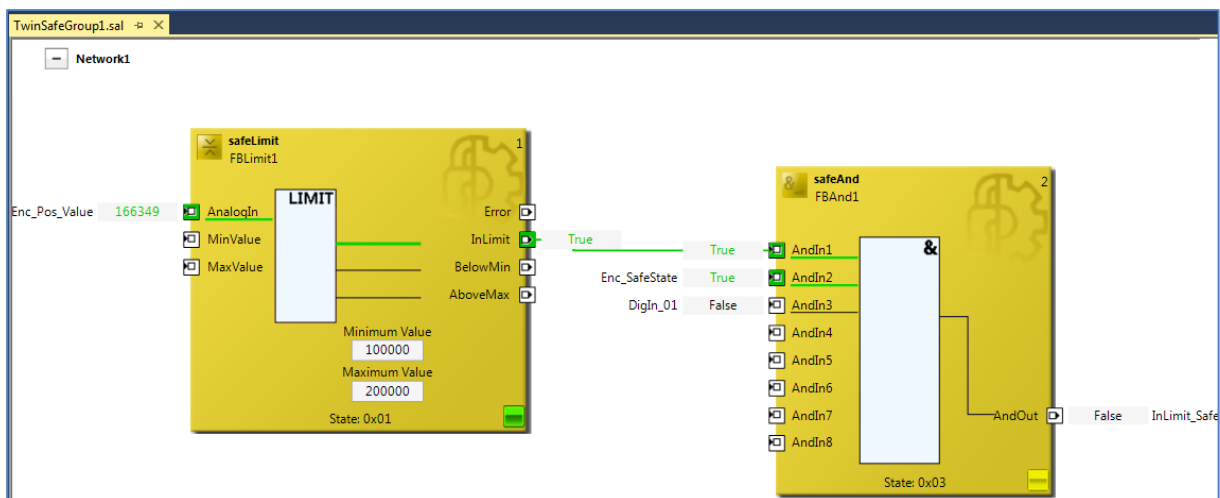 TwinSafeGroup1.sal
Network1
safeLimit 1
FBLimit1
LIMIT
Enc_Pos_Value 166349 AnalogIn Error
MinValue InLimit True
MaxValue BelowMin
AboveMax
Minimum Value
100000
Maximum Value
200000
State: 0x01
safeAnd 2
FBAnd1
&
True AndIn1
Enc_SafeState True AndIn2
DigIn_01 False AndIn3
AndIn4
AndIn5
AndIn6
AndIn7 AndOut False InLimit_Safe
AndIn8
State: 0x03